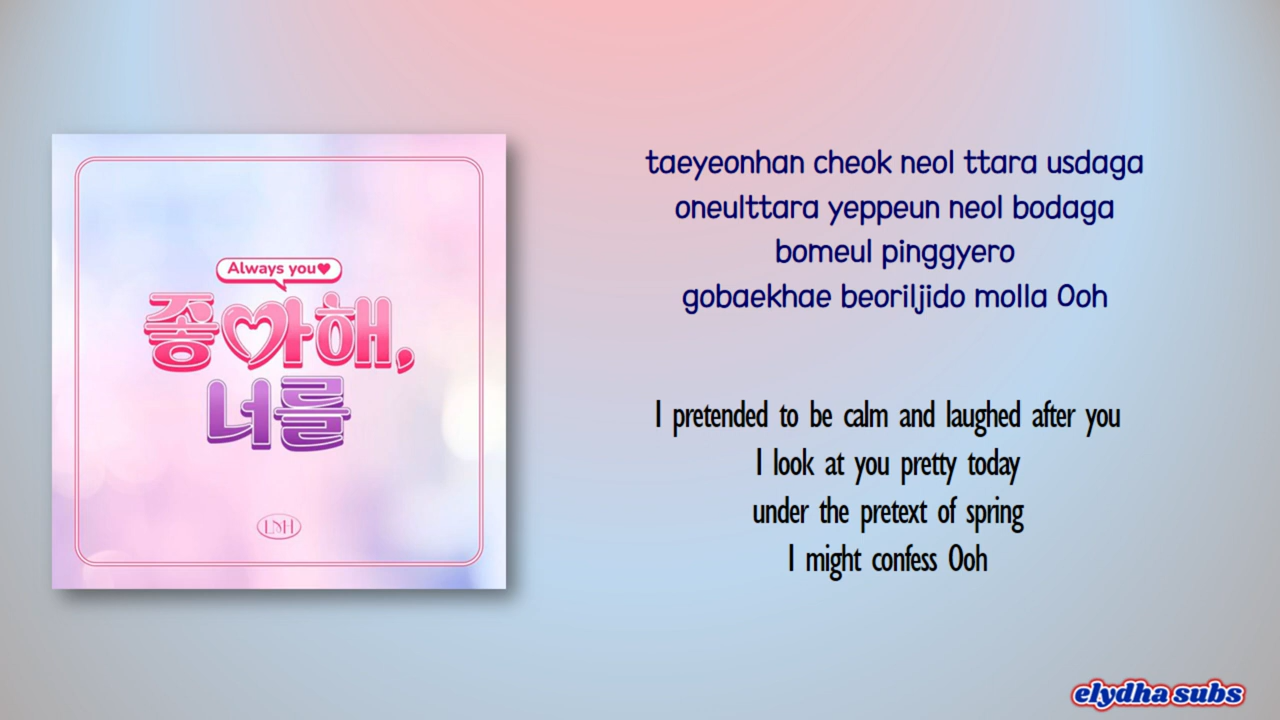 Always you♥
좋아해,
너를
LNH
taeyeonhan cheok neol ttara usdaga
oneulttara yeppeun neol bodaga
bomeul pinggyero
gobaekhae beoriljido molla Ooh
I pretended to be calm and laughed after you
I look at you pretty today
under the pretext of spring
I might confess Ooh
elydha subs